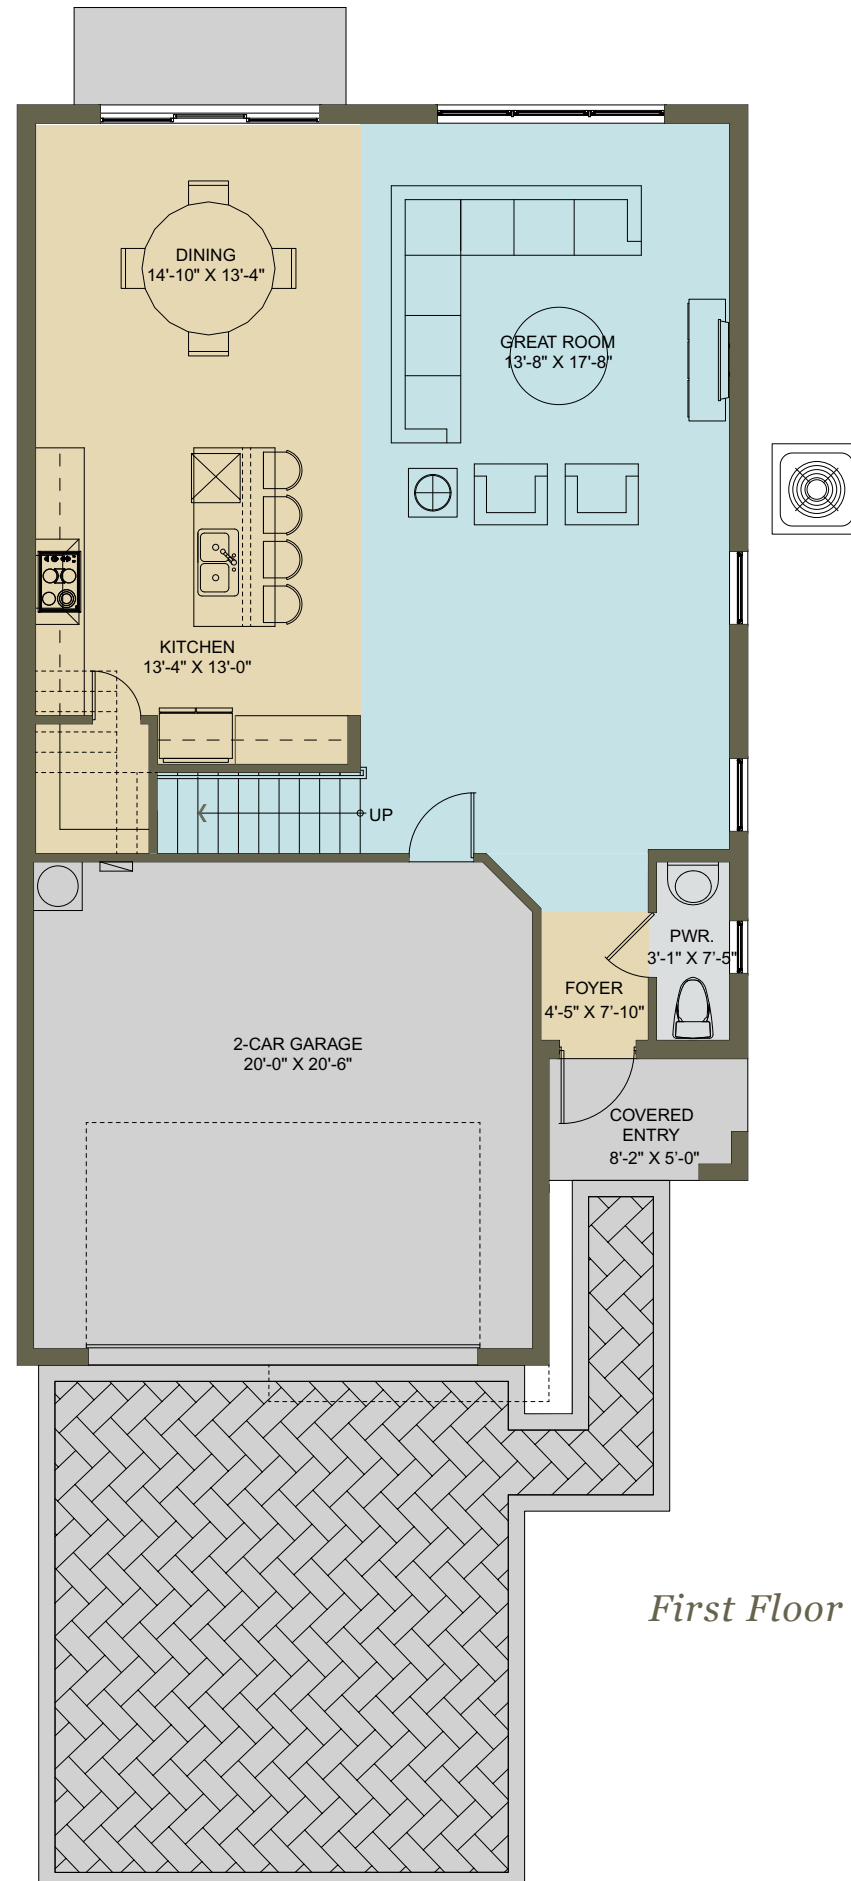 DINING
14'-10" X 13'-4"
GREAT ROOM
13'-8" X 17'-8"
KITCHEN
13'-4" X 13'-0"
UP
PWR.
3'-1" X 7'-5"
FOYER
4'-5" X 7'-10"
2-CAR GARAGE
20'-0" X 20'-6"
COVERED
ENTRY
8'-2" X 5'-0"
First Floor